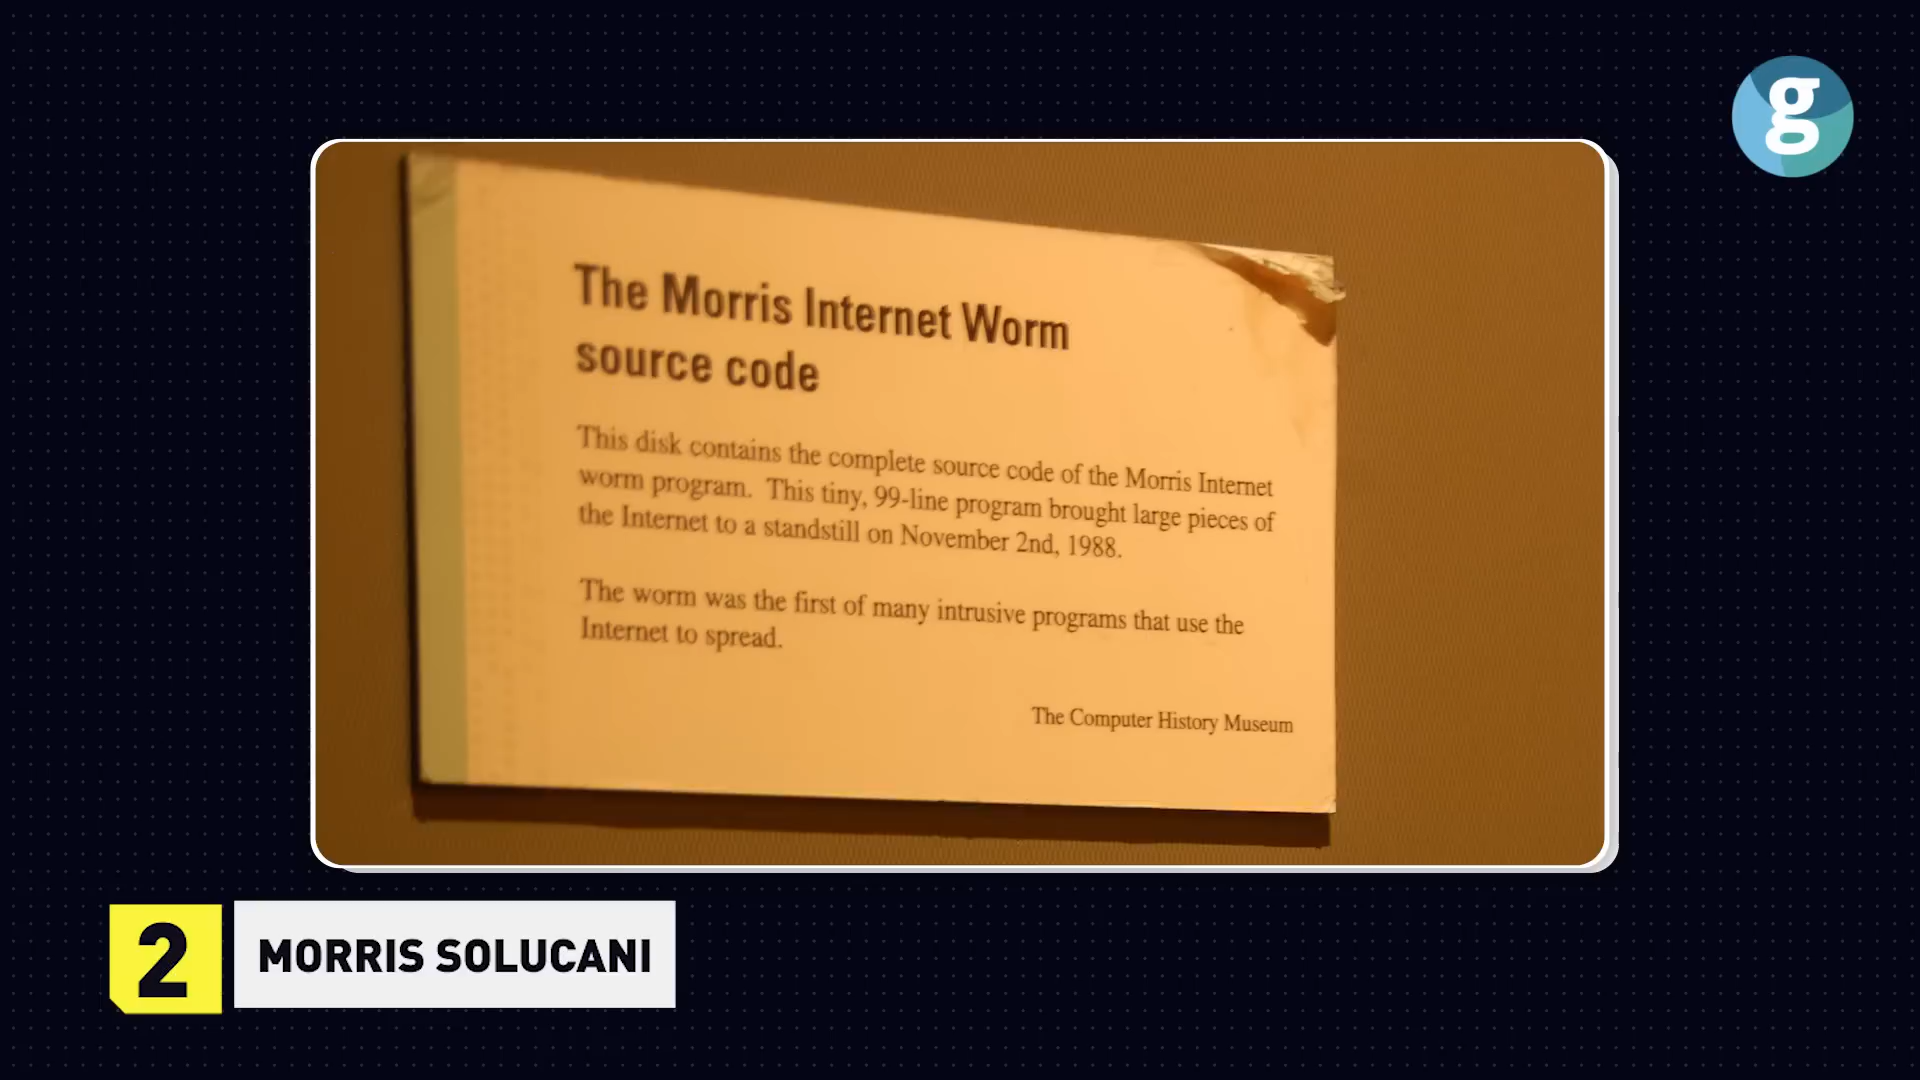 g
The Morris Internet Worm
source code
This disk contains the complete source code of the Morris Internet
worm program. This tiny, 99-line program brought large pieces of
the Internet to a standstill on November 2nd, 1988.
The worm was the first of many intrusive programs that use the
Internet to spread.
The Computer History Museum
2
MORRIS SOLUCANI